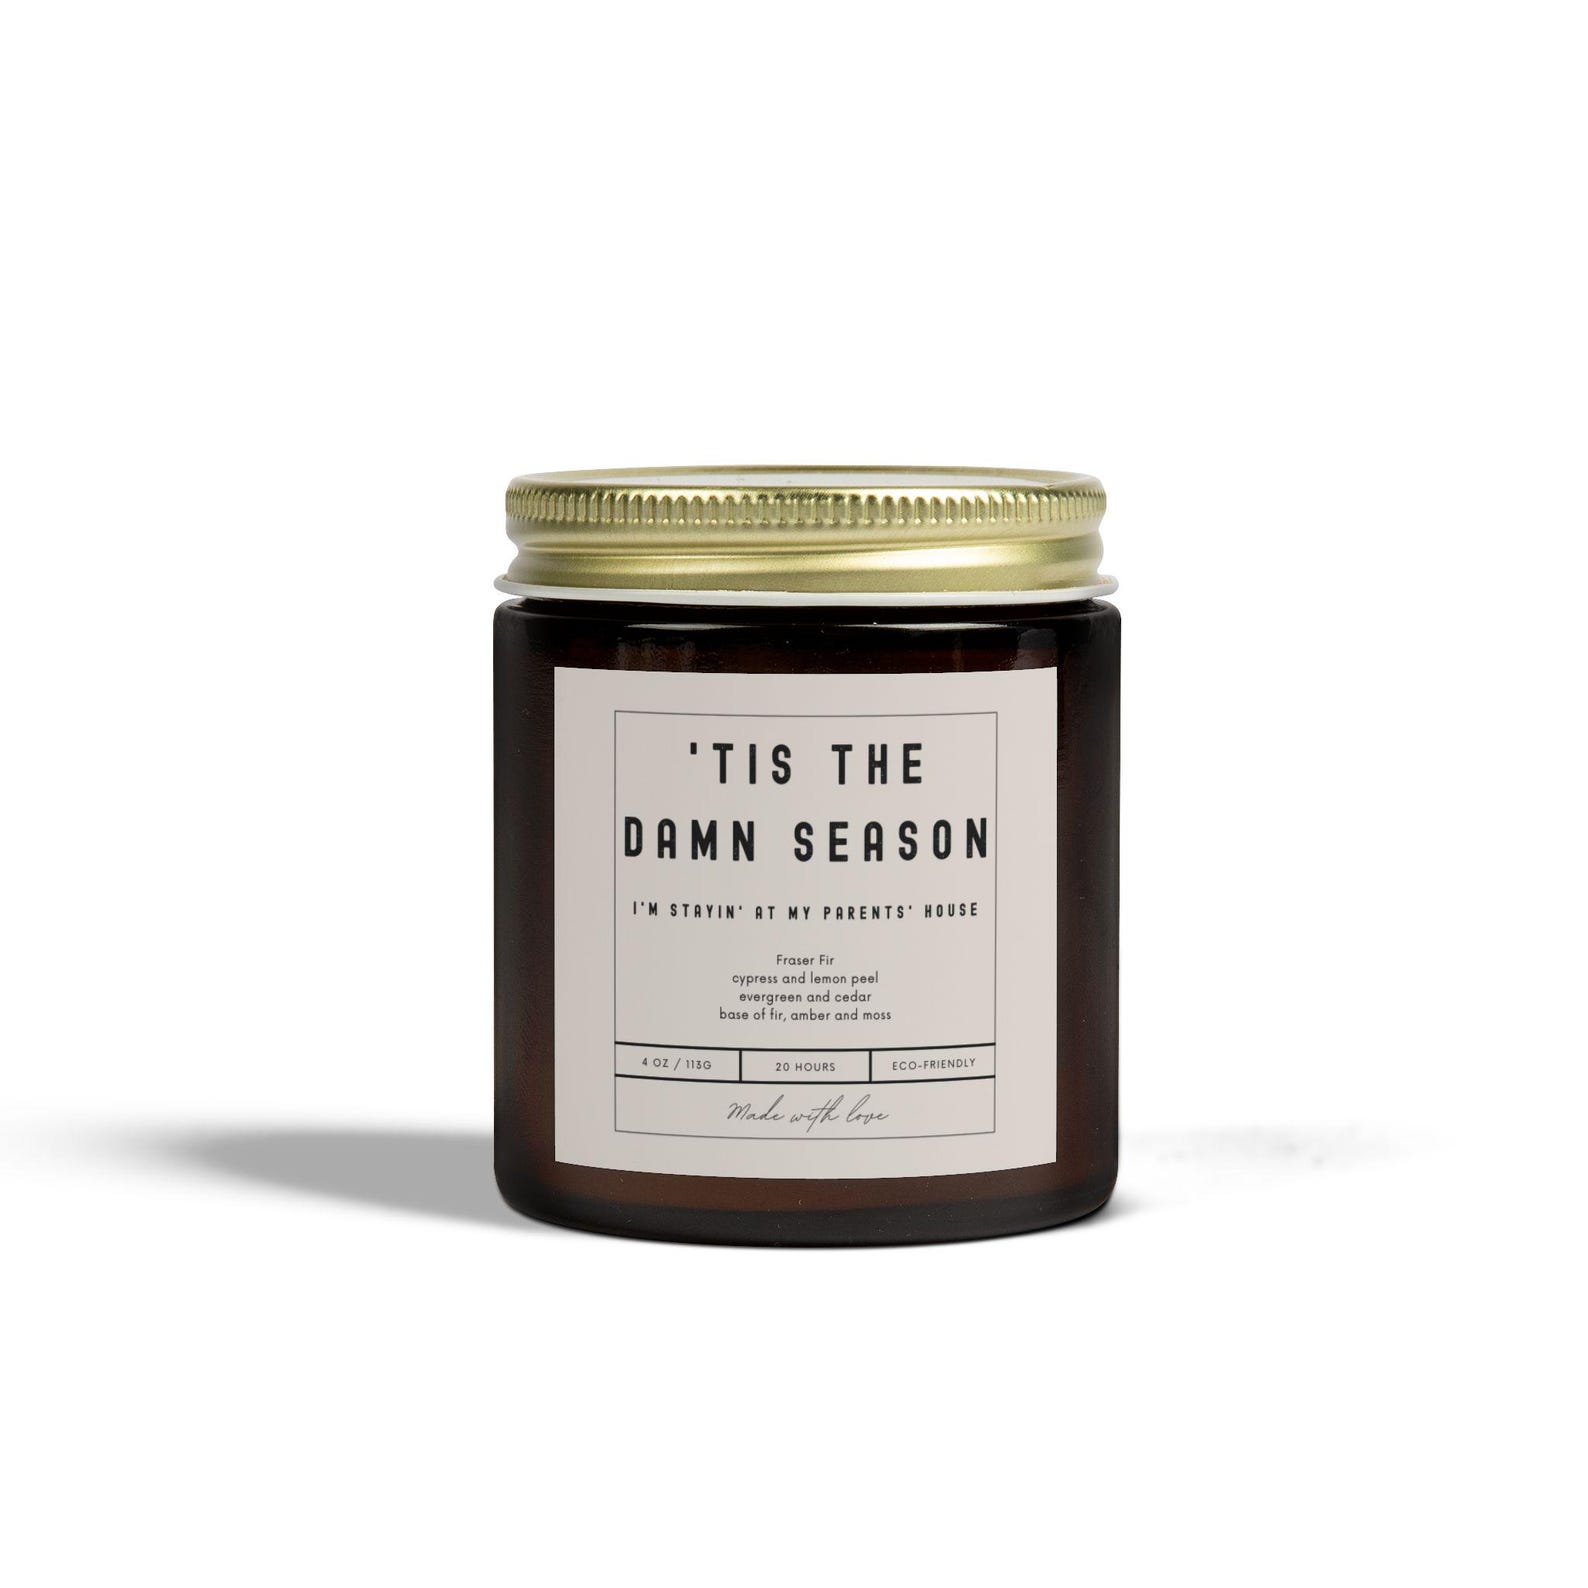 'TIS THE
DAMN SEASON
I'M STAYIN' AT MY PARENTS' HOUSE
Fraser Fir
cypress and lemon peel
evergreen and cedar
base of fir, amber and moss
4 OZ / 113G
20 HOURS
ECO-FRIENDLY
Made with love